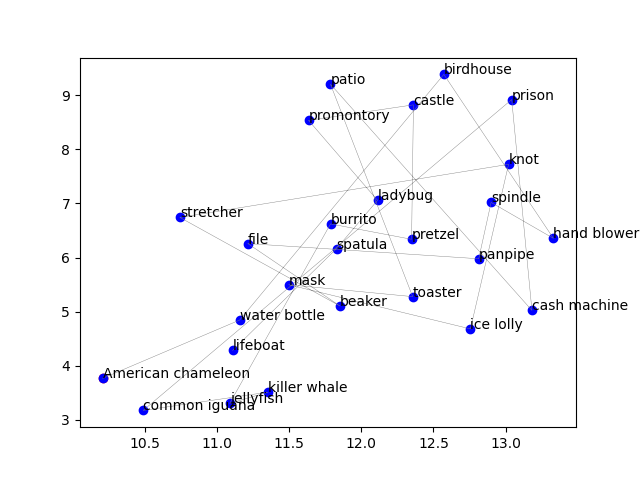 birdhouse
patio
prison
castle
promontory
knot
ladybug
spindle
stretcher
burrito
hand blower
pretzel
file
spatula
panpipe
mask
toaster
beaker
cash machine
water bottle
ice lolly
lifeboat
American chameleon
killer whale
jellyfish
common iguana
9
8
7
6
5
4
3
10.5 11.0 11.5 12.0 12.5 13.0